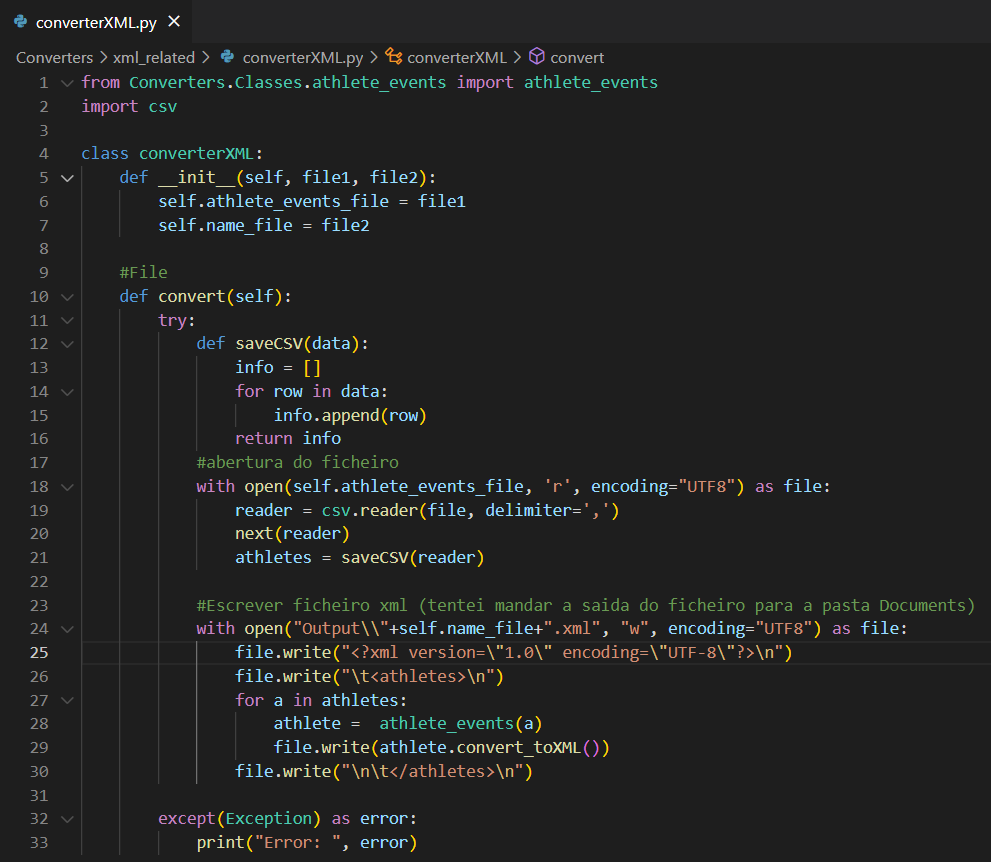 converterXML.py
Converters > xml_related > converterXML.py > converterXML > convert
1 from Converters.Classes.athlete_events import athlete_events
2 import csv
3
4 class converterXML:
5     def __init__(self, file1, file2):
6         self.athlete_events_file = file1
7         self.name_file = file2
8
9     #File
10     def convert(self):
11         try:
12             def saveCSV(data):
13                 info = []
14                 for row in data:
15                     info.append(row)
16                 return info
17             #abertura do ficheiro
18             with open(self.athlete_events_file, 'r', encoding="UTF8") as file:
19                 reader = csv.reader(file, delimiter=',')
20                 next(reader)
21                 athletes = saveCSV(reader)
22
23             #Escrever ficheiro xml (tentei mandar a saida do ficheiro para a pasta Documents)
24             with open("Output\\"+self.name_file+".xml", "w", encoding="UTF8") as file:
25                 file.write("<?xml version=\"1.0\" encoding=\"UTF-8\"?>\n")
26                 file.write("\t<athletes>\n")
27                 for a in athletes:
28                     athlete =  athlete_events(a)
29                     file.write(athlete.convert_toXML())
30                 file.write("\n\t</athletes>\n")
31
32         except(Exception) as error:
33             print("Error: ", error)